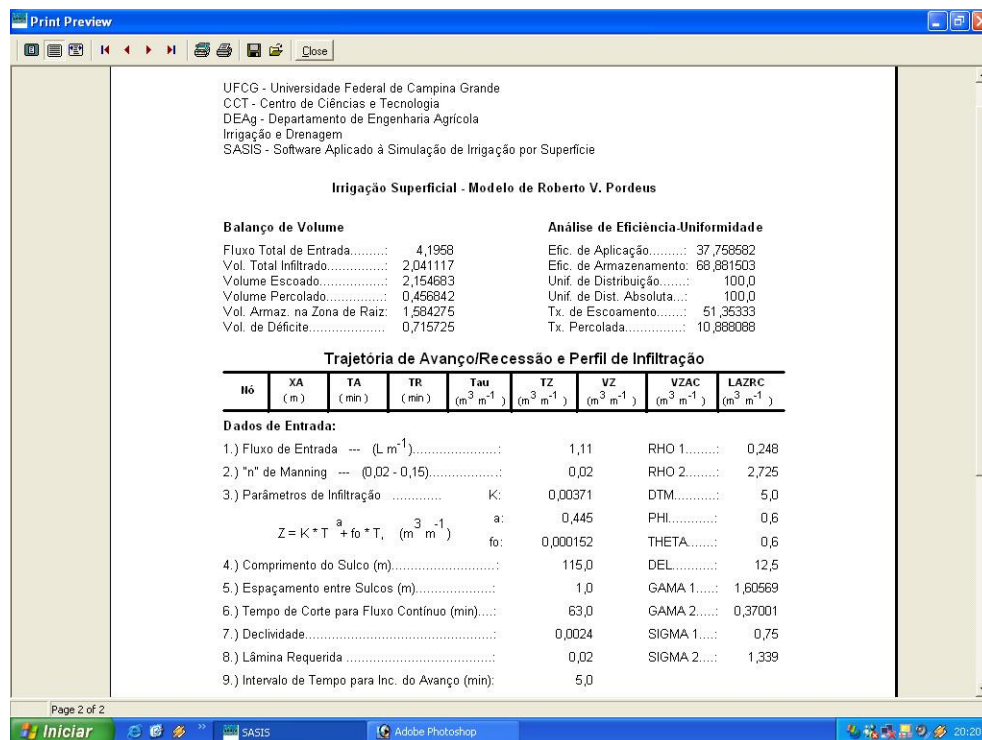 Print Preview
Close
UFCG - Universidade Federal de Campina Grande
CCT - Centro de Ciências e Tecnologia
DEAg - Departamento de Engenharia Agrícola
Irrigação e Drenagem
SASIS - Software Aplicado à Simulação de Irrigação por Superfície
Irrigação Superficial - Modelo de Roberto V. Pordeus
Balanço de Volume
Fluxo Total de Entrada.........: 4,1958
Vol. Total Infiltrado...............: 2,041117
Volume Escoado................: 2,154683
Volume Percolado...............: 0,456842
Vol. Armaz. na Zona de Raiz: 1,584275
Vol. de Déficite................... 0,715725
Análise de Eficiência-Uniformidade
Efic. de Aplicação.........: 37,758582
Efic. de Armazenamento: 68,881503
Unif. de Distribuição.......: 100,0
Unif. de Dist. Absoluta...: 100,0
Tx. de Escoamento.......: 51,35333
Tx. Percolada...............: 10,888088
Trajetória de Avanço/Recessão e Perfil de Infiltração
Nó XA TA TR Tau TZ VZ VZAC LAZRC
( m ) ( min ) ( min ) (m3 m-1 ) (m3 m-1 ) (m3 m-1 ) (m3 m-1 ) (m3 m-1 )
Dados de Entrada:
1.) Fluxo de Entrada --- (L m-1).......................: 1,11 RHO 1........: 0,248
2.) "n" de Manning --- (0,02 - 0,15)...................: 0,02 RHO 2........: 2,725
3.) Parâmetros de Infiltração ............. K: 0,00371 DTM...........: 5,0
a: 0,445 PHI............: 0,6
Z = K * T a + fo * T, (m3 m-1)
fo: 0,000152 THETA.......: 0,6
4.) Comprimento do Sulco (m)...........................: 115,0 DEL...........: 12,5
5.) Espaçamento entre Sulcos (m)....................: 1,0 GAMA 1.....: 1,60569
6.) Tempo de Corte para Fluxo Contínuo (min)....: 63,0 GAMA 2.....: 0,37001
7.) Declividade.................................................: 0,0024 SIGMA 1....: 0,75
8.) Lâmina Requerida ......................................: 0,02 SIGMA 2....: 1,339
9.) Intervalo de Tempo para Inc. do Avanço (min): 5,0
Page 2 of 2
Iniciar
SASIS
Adobe Photoshop
20:20